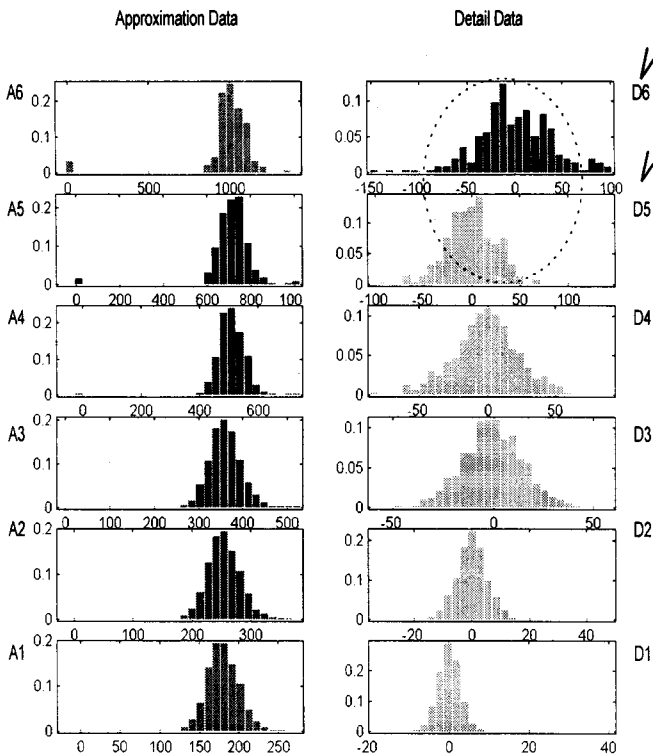 Approximation Data Detail Data
A6 0.2 0.1 0 0 500 1000
D6 0.1 0.05 0 -150 -100 -50 0 50 100
A5 0.2 0.1 0 0 200 400 600 800 100
D5 0.1 0.05 0 -100 -50 0 50 100
A4 0.2 0.1 0 0 200 400 600
D4 0.1 0.05 0 -50 0 50
A3 0.2 0.1 0 0 100 200 300 400 500
D3 0.1 0.05 0 -50 0 50
A2 0.2 0.1 0 0 100 200 300
D2 0.2 0.1 0 -20 0 20 40
A1 0.2 0.1 0 0 50 100 150 200 250
D1 0.2 0.1 0 -20 0 20 40